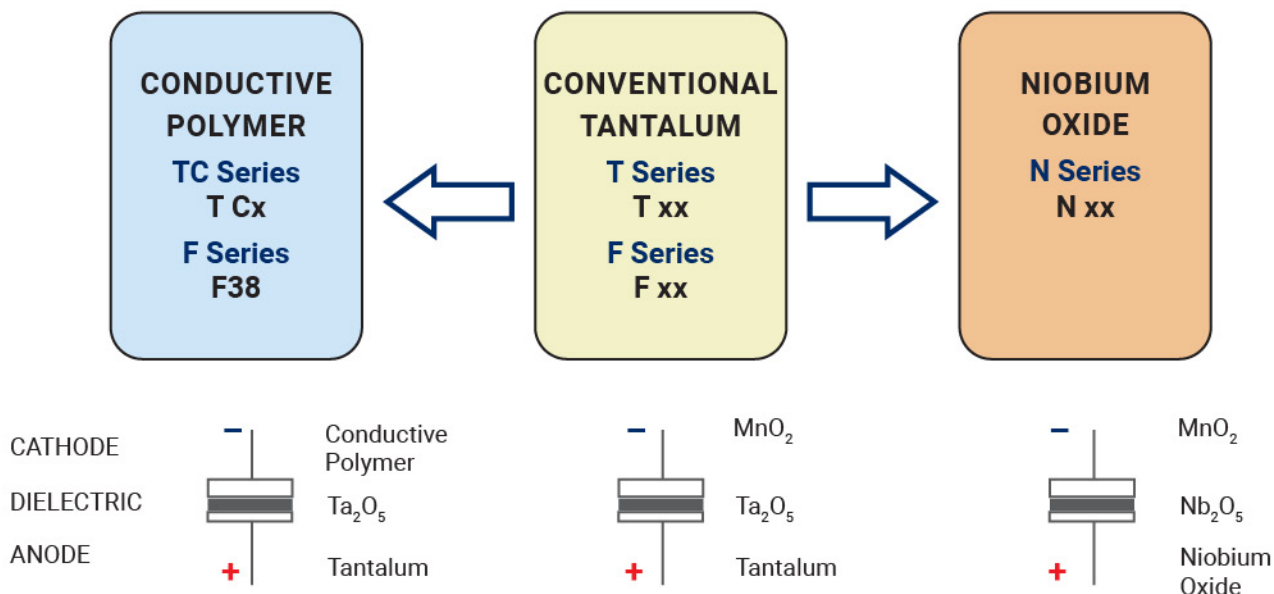 CONDUCTIVE
POLYMER
TC Series
T Cx
F Series
F38
CONVENTIONAL
TANTALUM
T Series
T xx
F Series
F xx
NIOBIUM
OXIDE
N Series
N xx
CATHODE
DIELECTRIC
ANODE
−
Conductive
Polymer
Ta₂O₅
+
Tantalum
−
MnO₂
Ta₂O₅
+
Tantalum
−
MnO₂
Nb₂O₅
+
Niobium
Oxide